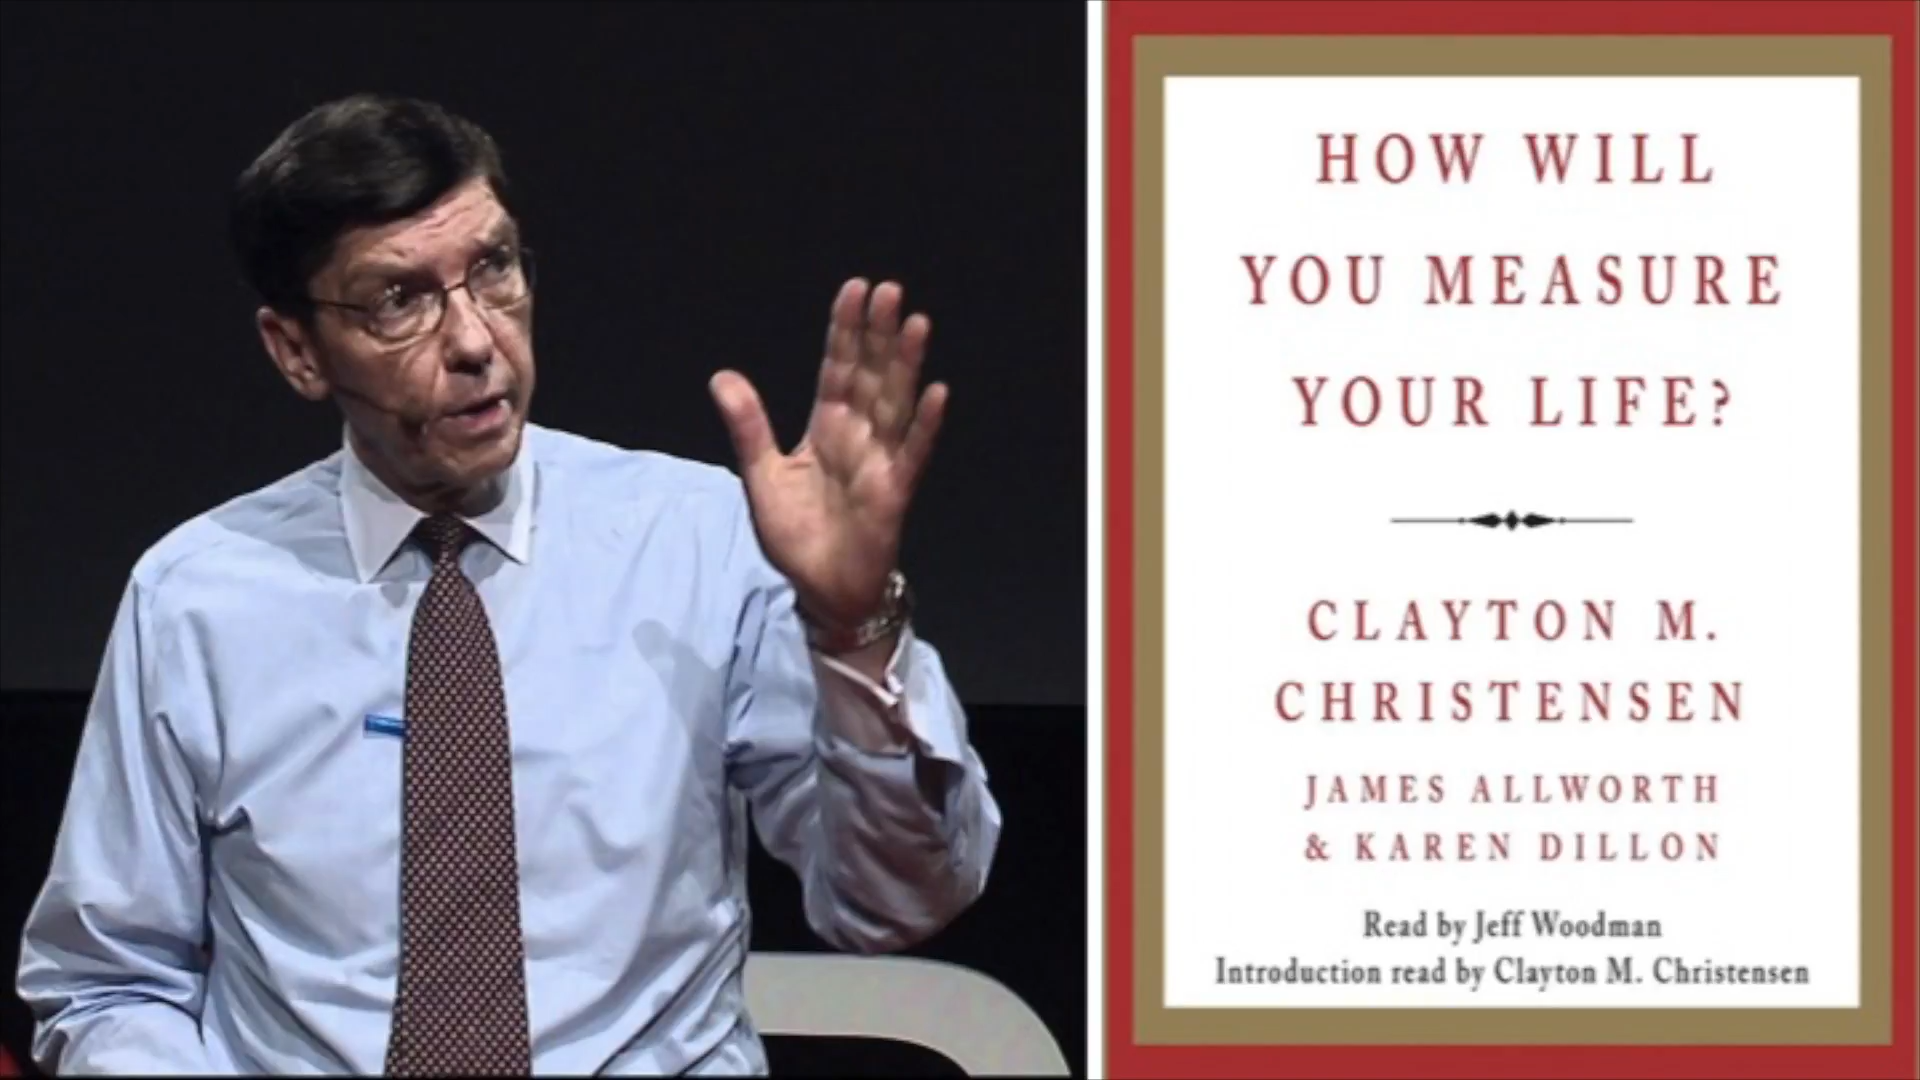 HOW WILL
YOU MEASURE
YOUR LIFE?
CLAYTON M.
CHRISTENSEN
JAMES ALLWORTH
& KAREN DILLON
Read by Jeff Woodman
Introduction read by Clayton M. Christensen